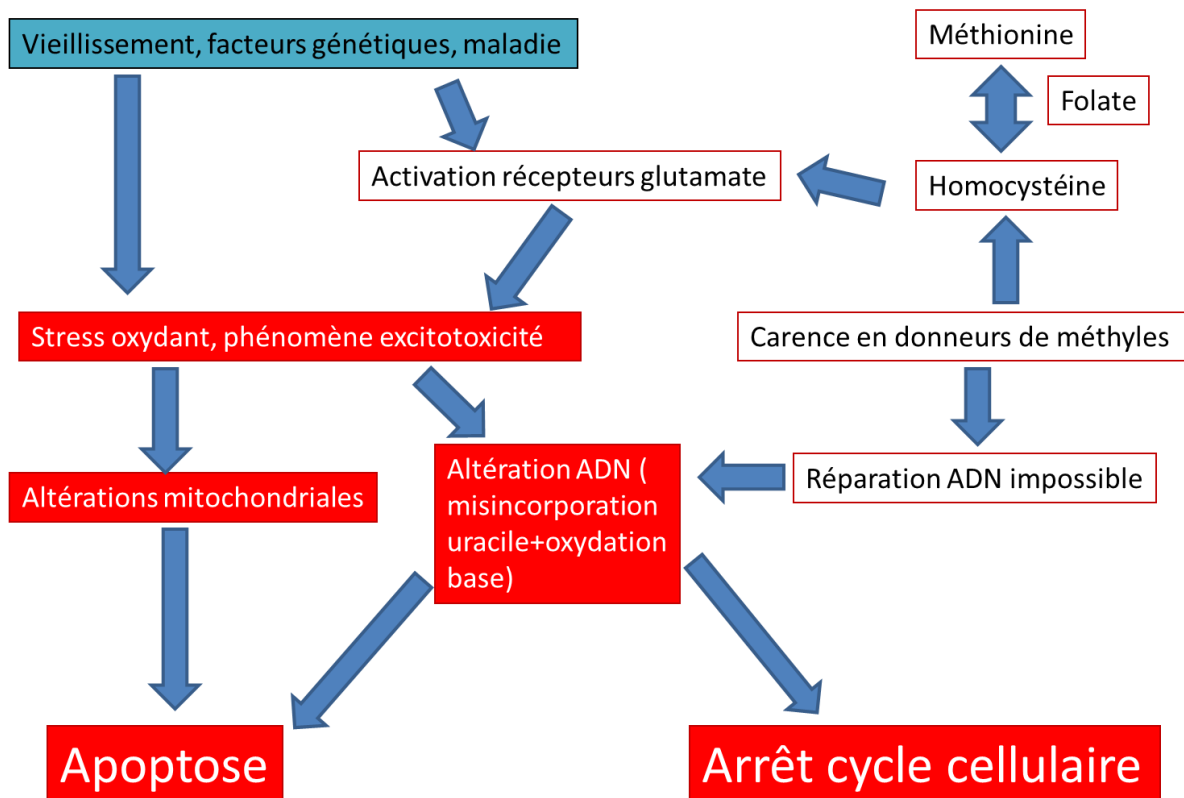 Vieillissement, facteurs génétiques, maladie
Méthionine
Folate
Activation récepteurs glutamate
Homocystéine
Stress oxydant, phénomène excitotoxicité
Carence en donneurs de méthyles
Altérations mitochondriales
Altération ADN (
misincorporation
uracile+oxydation
base)
Réparation ADN impossible
Apoptose
Arrêt cycle cellulaire